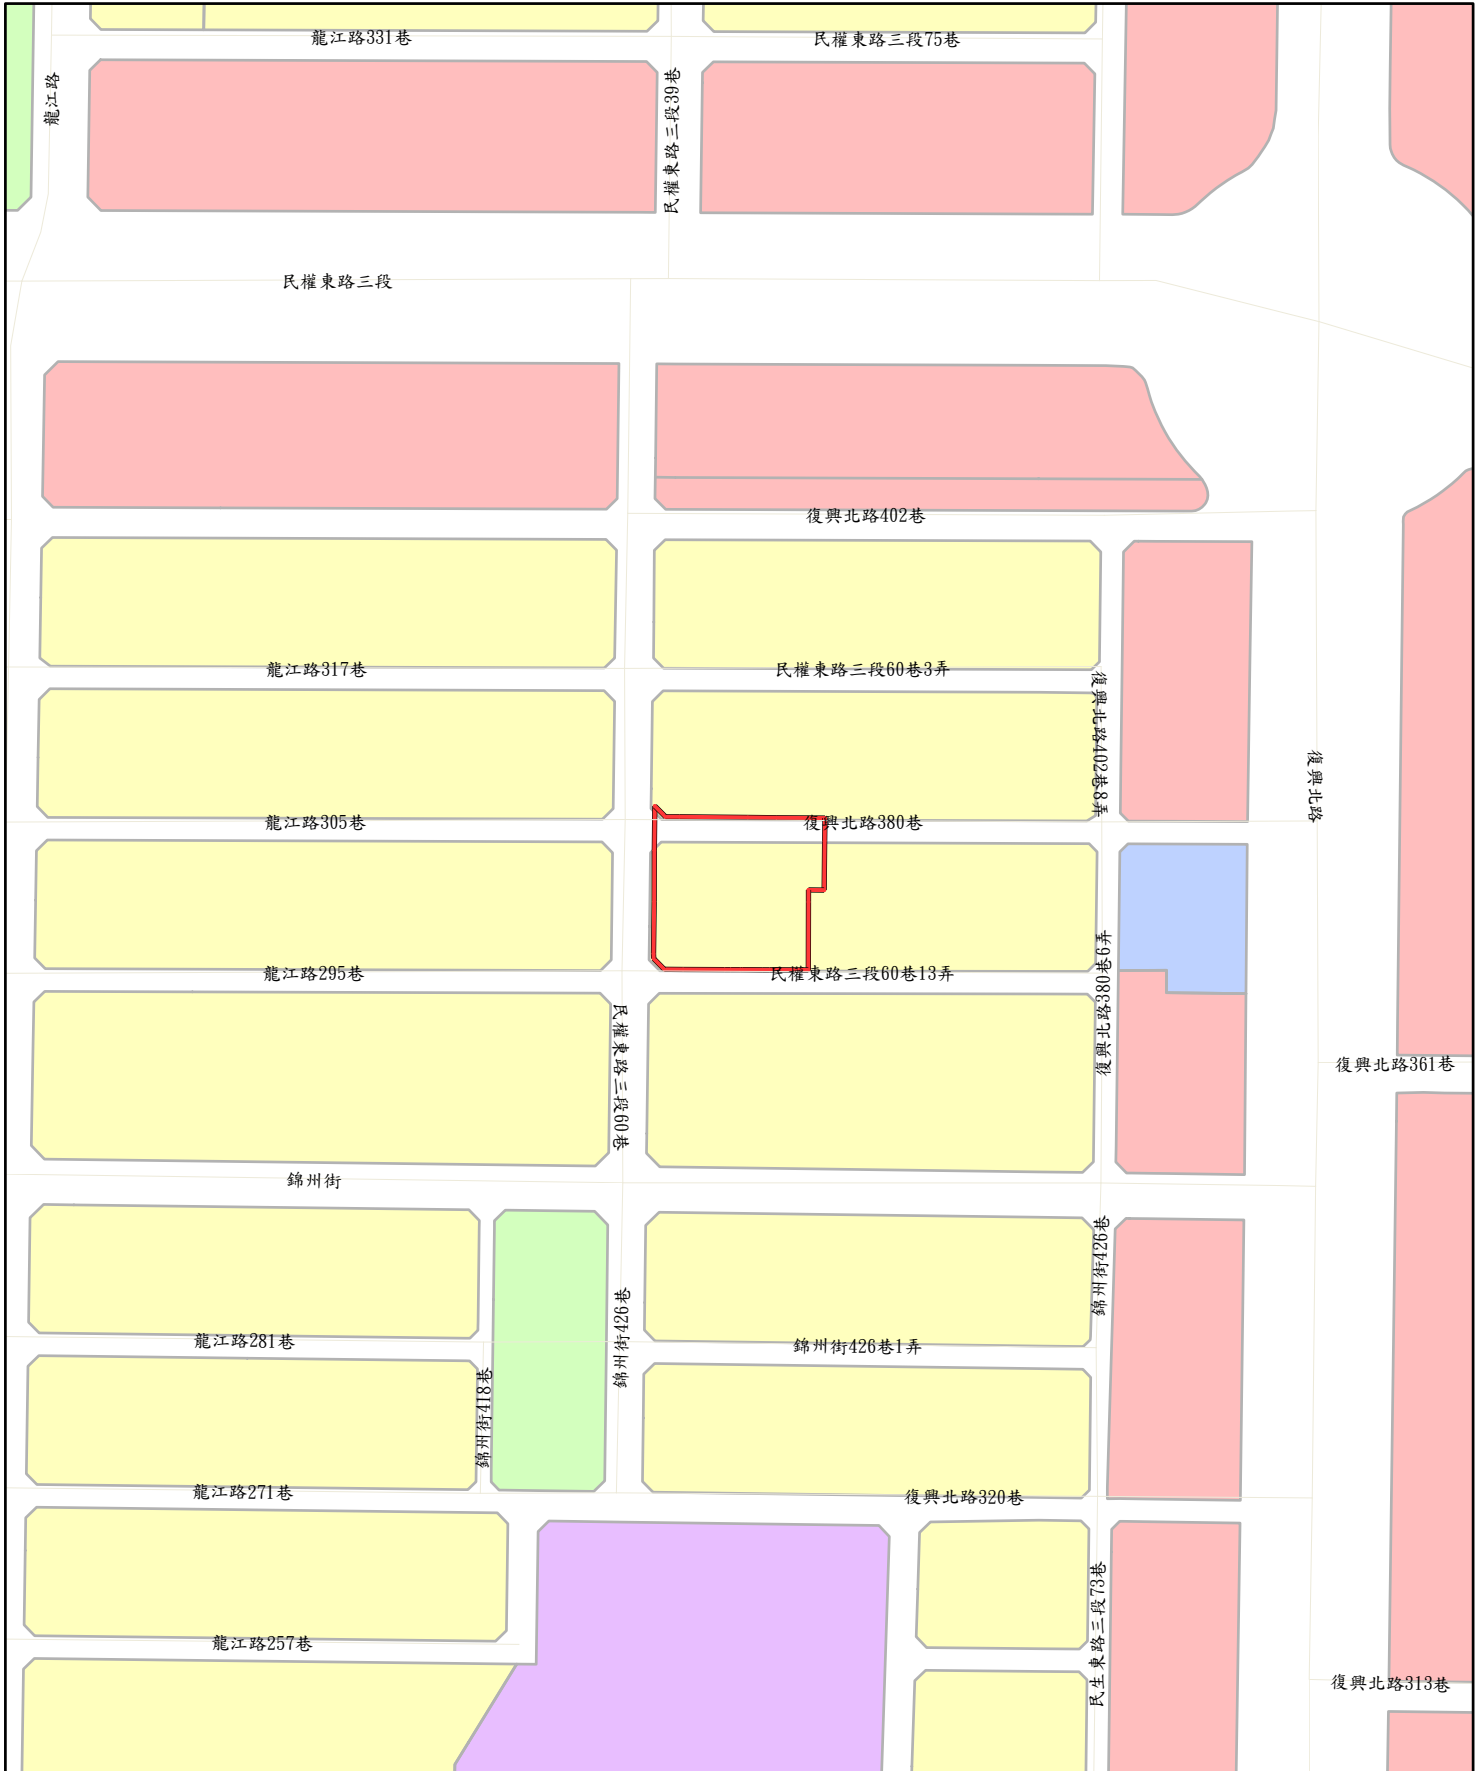 龍江路331巷
民權東路三段75巷
龍江路
民權東路三段39巷
民權東路三段
復興北路402巷
龍江路317巷
民權東路三段60巷3弄
復興北路402巷8弄
復興北路
龍江路305巷
復興北路380巷
龍江路295巷
民權東路三段60巷13弄
復興北路380巷6弄
民權東路三段60巷
復興北路361巷
錦州街
錦州街426巷
錦州街426巷
龍江路281巷
錦州街426巷1弄
錦州街418巷
龍江路271巷
復興北路320巷
民生東路三段73巷
龍江路257巷
復興北路313巷